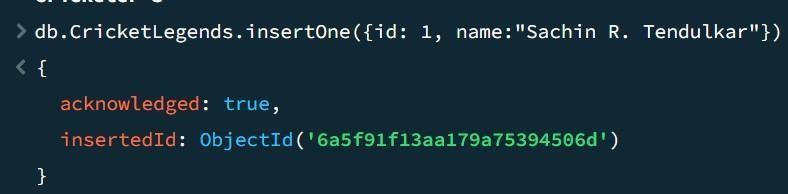 > db.CricketLegends.insertOne({id: 1, name:"Sachin R. Tendulkar"})
< {
acknowledged: true,
insertedId: ObjectId('6a5f91f13aa179a75394506d')
}